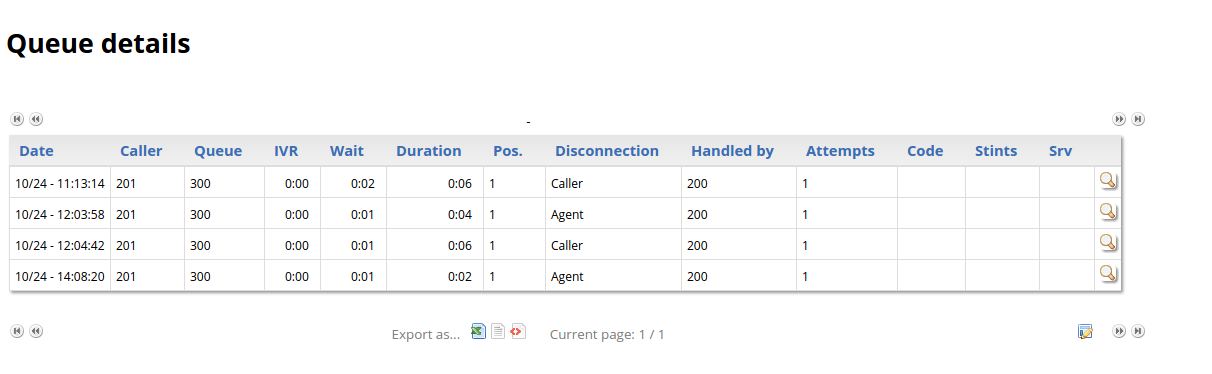 Queue details
-
Date Caller Queue IVR Wait Duration Pos. Disconnection Handled by Attempts Code Stints Srv
10/24 - 11:13:14 201 300 0:00 0:02 0:06 1 Caller 200 1
10/24 - 12:03:58 201 300 0:00 0:01 0:04 1 Agent 200 1
10/24 - 12:04:42 201 300 0:00 0:01 0:06 1 Caller 200 1
10/24 - 14:08:20 201 300 0:00 0:01 0:02 1 Agent 200 1
Export as... Current page: 1 / 1